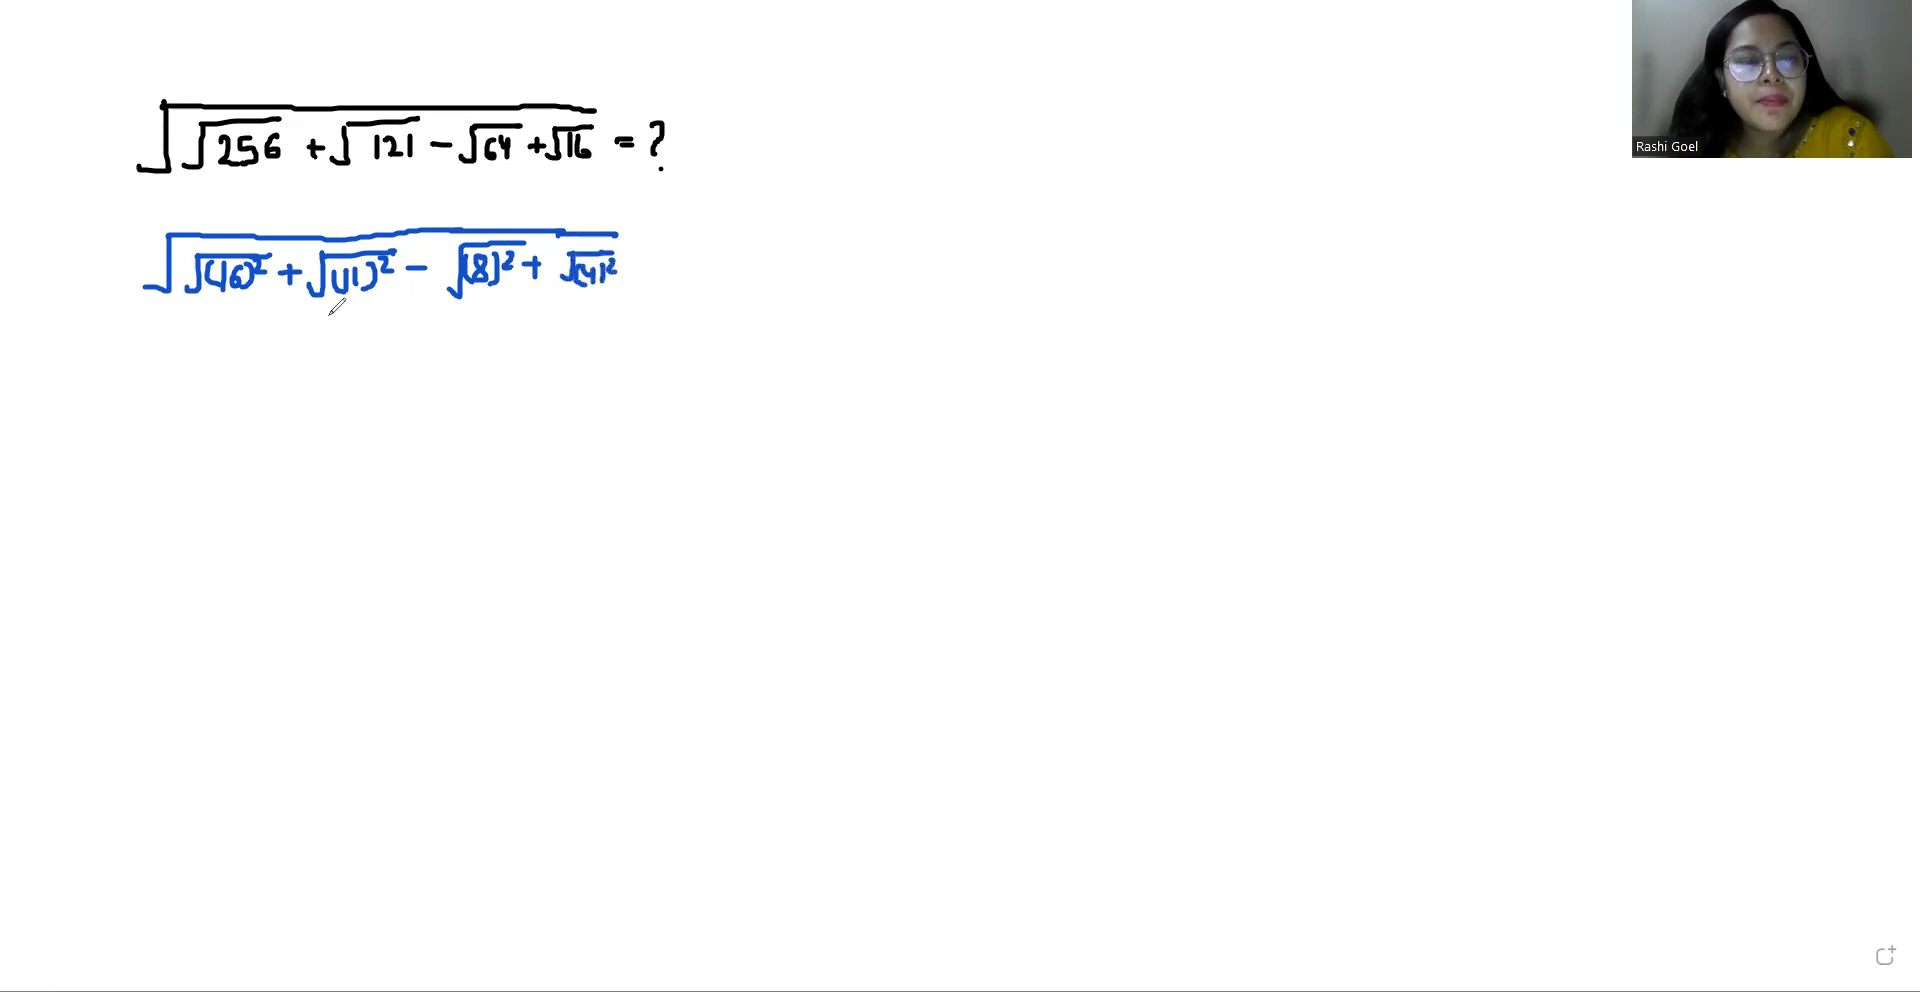 √(√256 + √121 − √64 + √16) = ?
√(√(16)² + √(11)² − √(8)² + √(4)²)
Rashi Goel